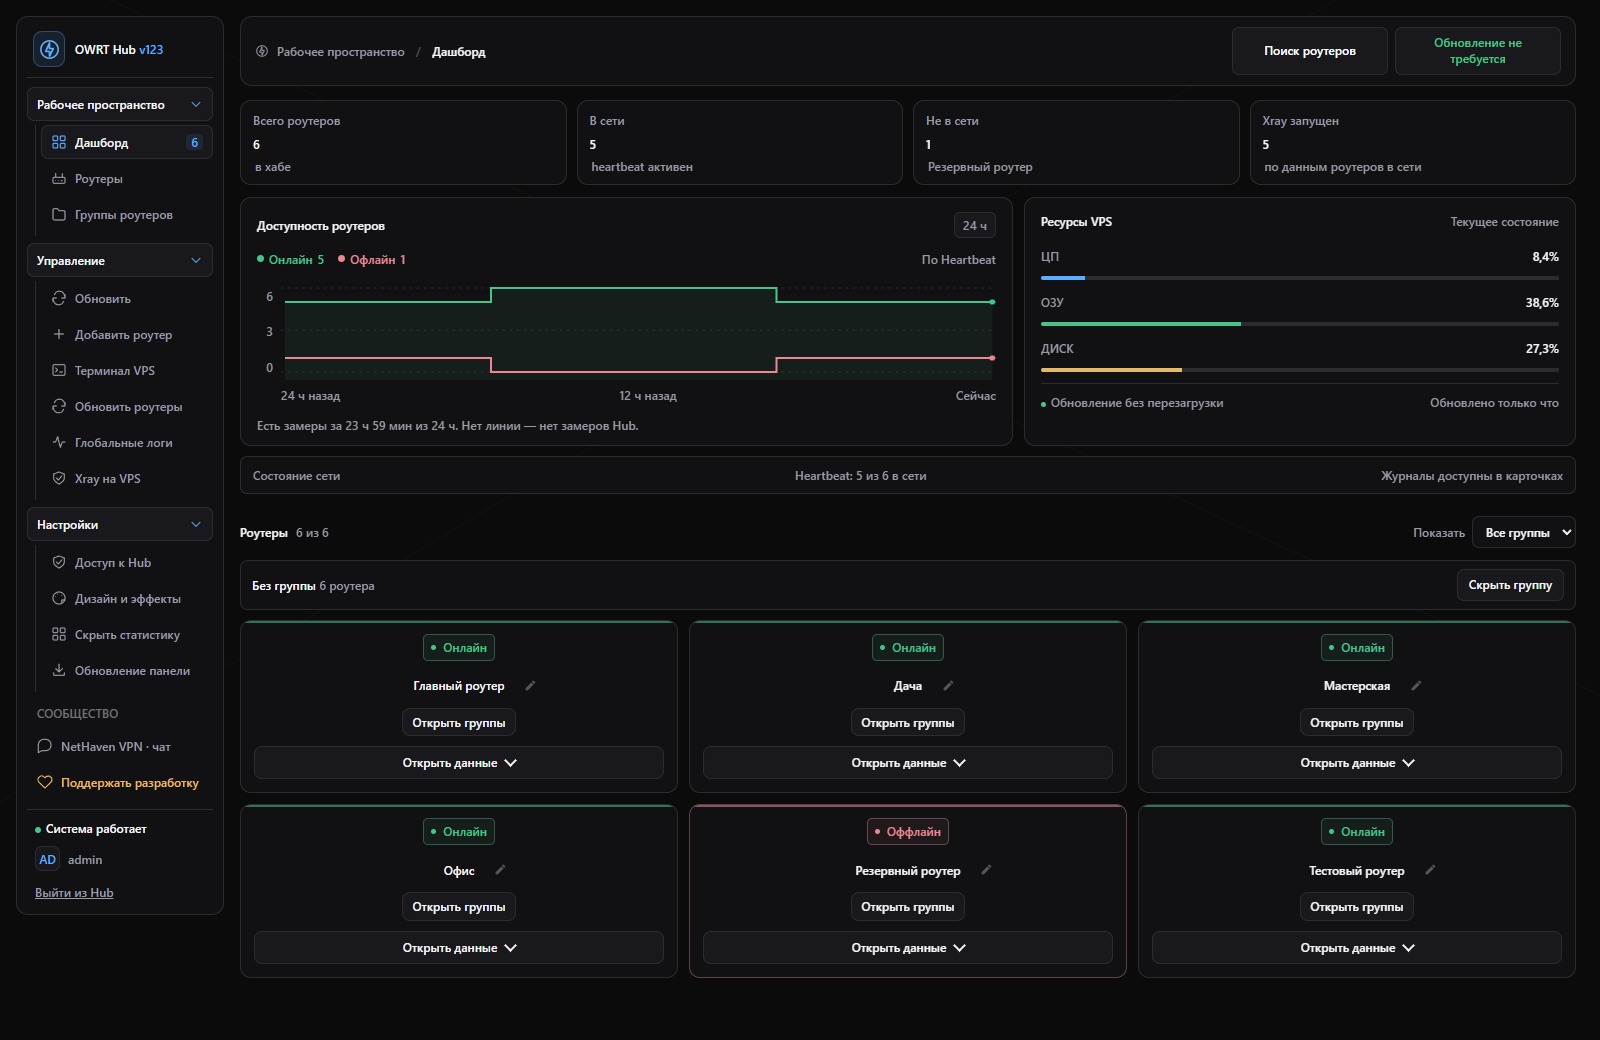 OWRT Hub v123
Рабочее пространство
Дашборд 6
Роутеры
Группы роутеров
Управление
Обновить
Добавить роутер
Терминал VPS
Обновить роутеры
Глобальные логи
Xray на VPS
Настройки
Доступ к Hub
Дизайн и эффекты
Скрыть статистику
Обновление панели
СООБЩЕСТВО
NetHaven VPN · чат
Поддержать разработку
Система работает
AD admin
Выйти из Hub
Рабочее пространство / Дашборд
Поиск роутеров
Обновление не
требуется
Всего роутеров
6
в хабе
В сети
5
heartbeat активен
Не в сети
1
Резервный роутер
Xray запущен
5
по данным роутеров в сети
Доступность роутеров
24 ч
Онлайн 5 Офлайн 1
По Heartbeat
6
3
0
24 ч назад
12 ч назад
Сейчас
Есть замеры за 23 ч 59 мин из 24 ч. Нет линии — нет замеров Hub.
Ресурсы VPS
Текущее состояние
ЦП 8,4%
ОЗУ 38,6%
ДИСК 27,3%
Обновление без перезагрузки
Обновлено только что
Состояние сети
Heartbeat: 5 из 6 в сети
Журналы доступны в карточках
Роутеры 6 из 6
Показать Все группы
Без группы 6 роутера
Скрыть группу
Онлайн
Главный роутер
Открыть группы
Открыть данные
Онлайн
Дача
Открыть группы
Открыть данные
Онлайн
Мастерская
Открыть группы
Открыть данные
Онлайн
Офис
Открыть группы
Открыть данные
Оффлайн
Резервный роутер
Открыть группы
Открыть данные
Онлайн
Тестовый роутер
Открыть группы
Открыть данные